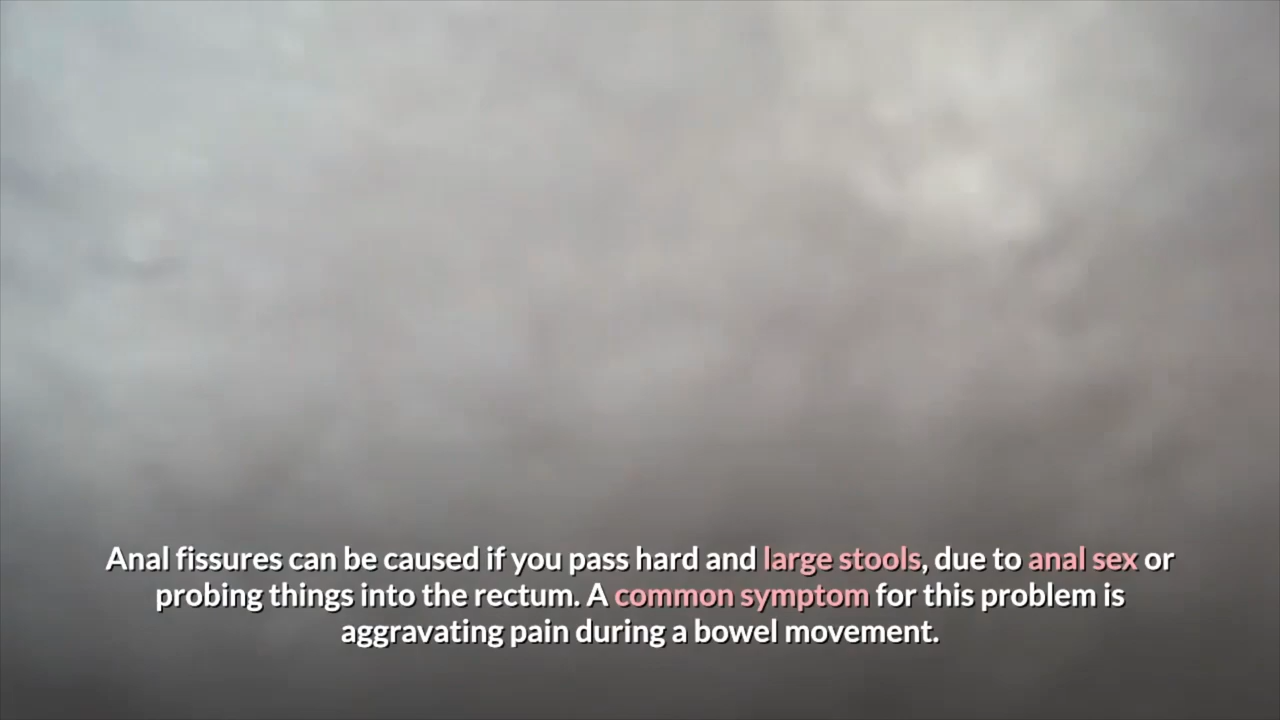 Anal fissures can be caused if you pass hard and large stools, due to anal sex or
probing things into the rectum. A common symptom for this problem is
aggravating pain during a bowel movement.